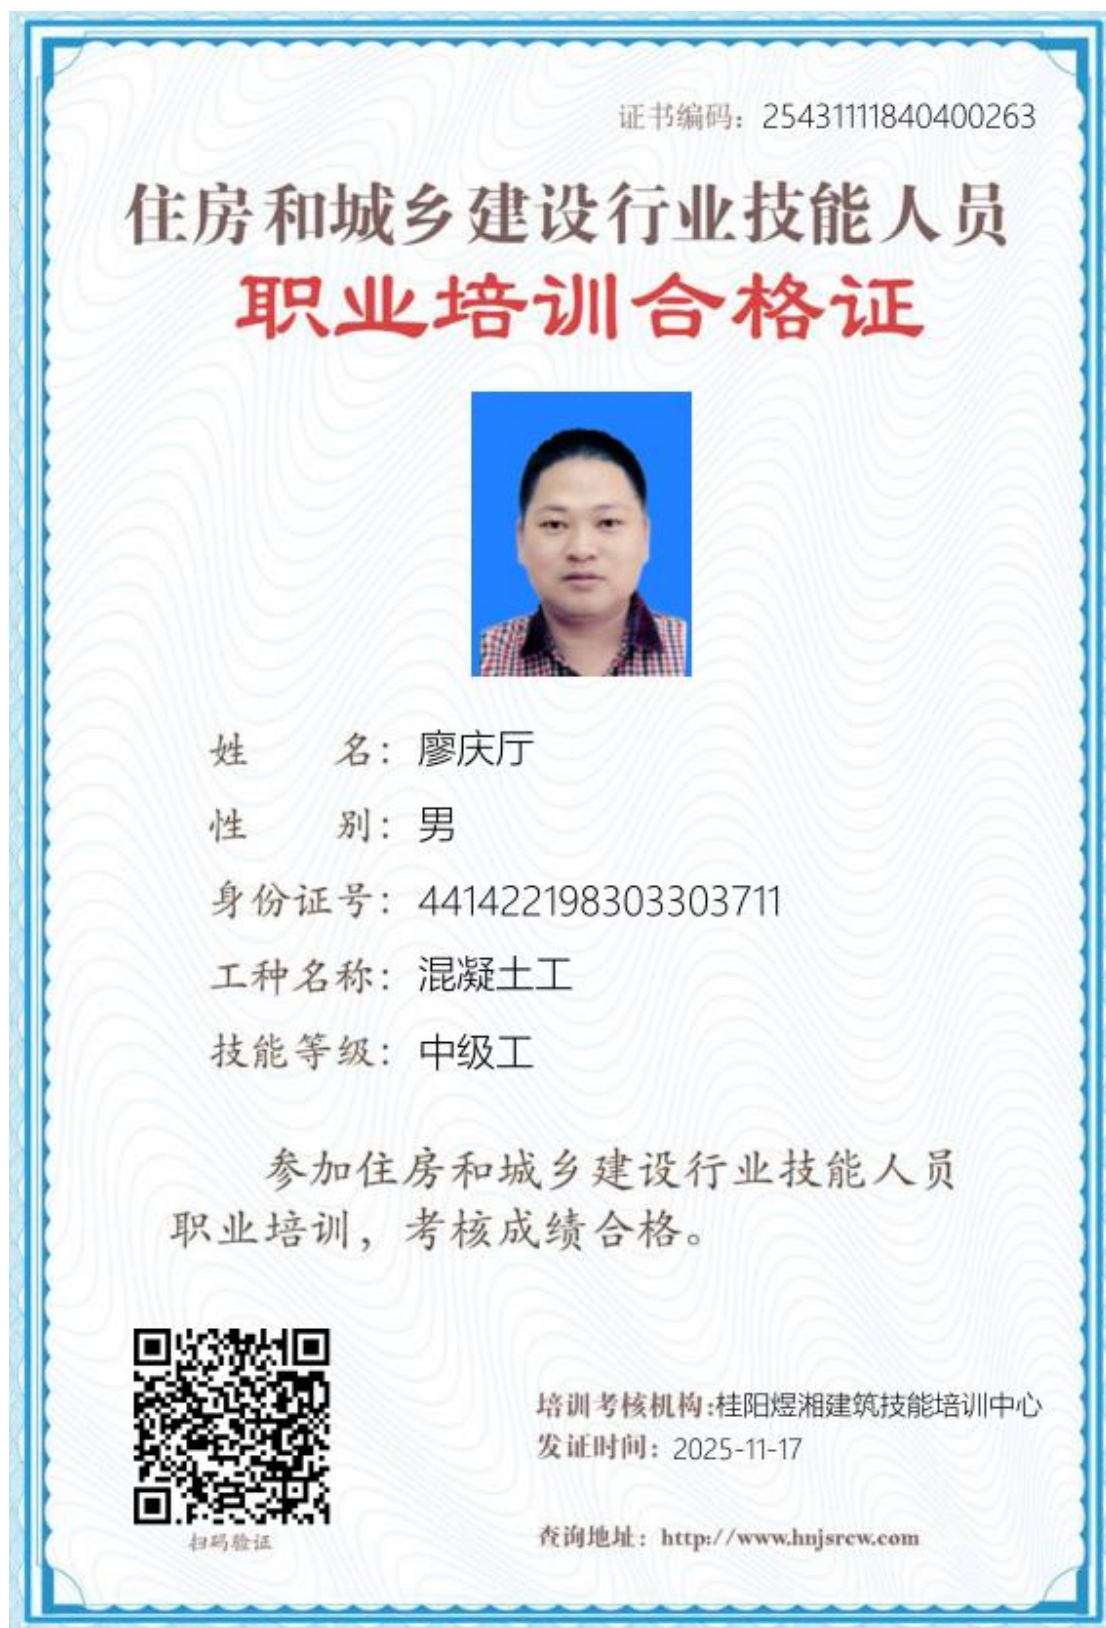 证书编码：25431111840400263
住房和城乡建设行业技能人员
职业培训合格证
姓 名：廖庆厅
性 别：男
身份证号：441422198303303711
工种名称：混凝土工
技能等级：中级工
参加住房和城乡建设行业技能人员
职业培训，考核成绩合格。
培训考核机构:桂阳煜湘建筑技能培训中心
发证时间：2025-11-17
扫码验证
查询地址：http://www.hnjsrcw.com